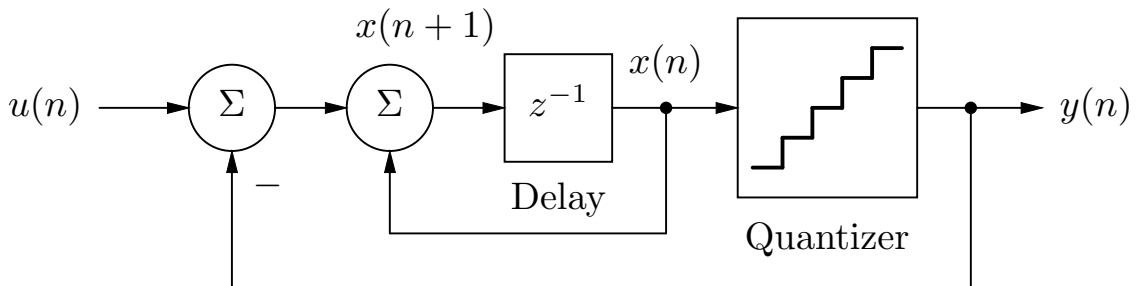 x(n + 1)
u(n) Σ Σ z⁻¹ x(n) y(n)
−
Delay
Quantizer